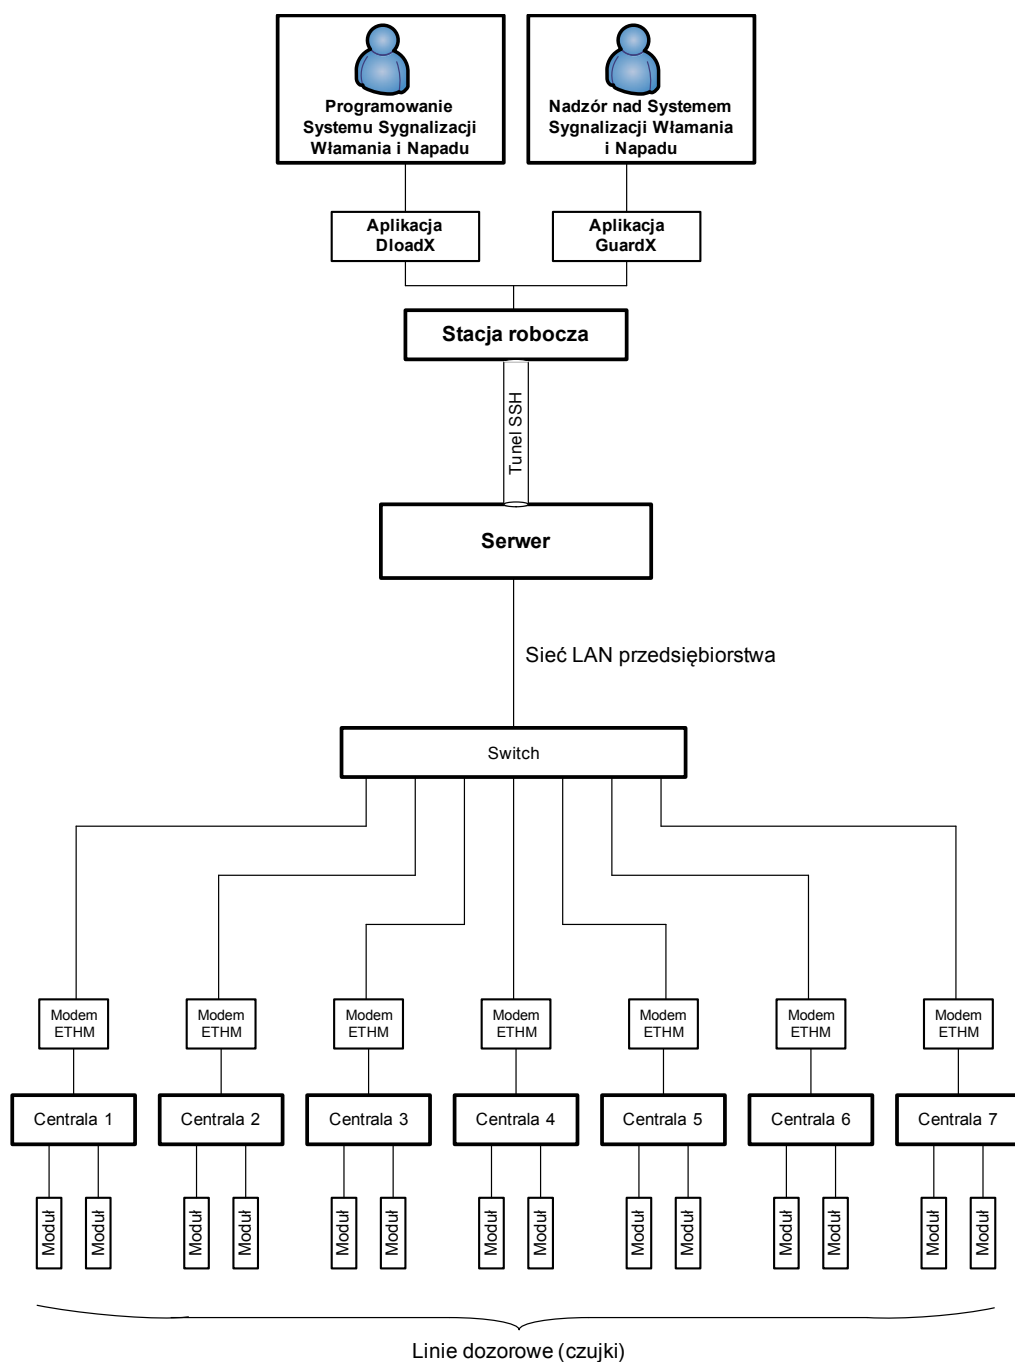 Programowanie
Systemu Sygnalizacji
Włamania i Napadu
Nadzór nad Systemem
Sygnalizacji Włamania
i Napadu
Aplikacja
DloadX
Aplikacja
GuardX
Stacja robocza
Tunel SSH
Serwer
Sieć LAN przedsiębiorstwa
Switch
Modem
ETHM
Modem
ETHM
Modem
ETHM
Modem
ETHM
Modem
ETHM
Modem
ETHM
Modem
ETHM
Centrala 1
Centrala 2
Centrala 3
Centrala 4
Centrala 5
Centrala 6
Centrala 7
Moduł
Moduł
Moduł
Moduł
Moduł
Moduł
Moduł
Moduł
Moduł
Moduł
Moduł
Moduł
Moduł
Moduł
Linie dozorowe (czujki)